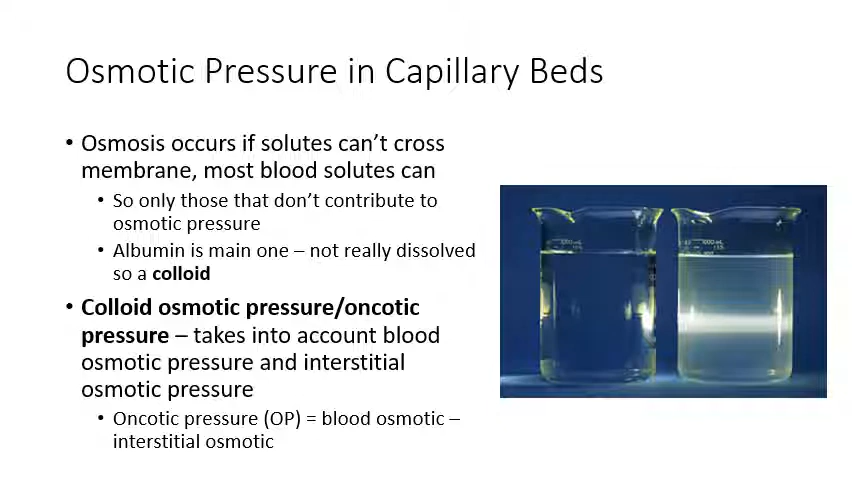 Osmotic Pressure in Capillary Beds
• Osmosis occurs if solutes can’t cross
membrane, most blood solutes can
• So only those that don’t contribute to
osmotic pressure
• Albumin is main one – not really dissolved
so a colloid
• Colloid osmotic pressure/oncotic
pressure – takes into account blood
osmotic pressure and interstitial
osmotic pressure
• Oncotic pressure (OP) = blood osmotic –
interstitial osmotic